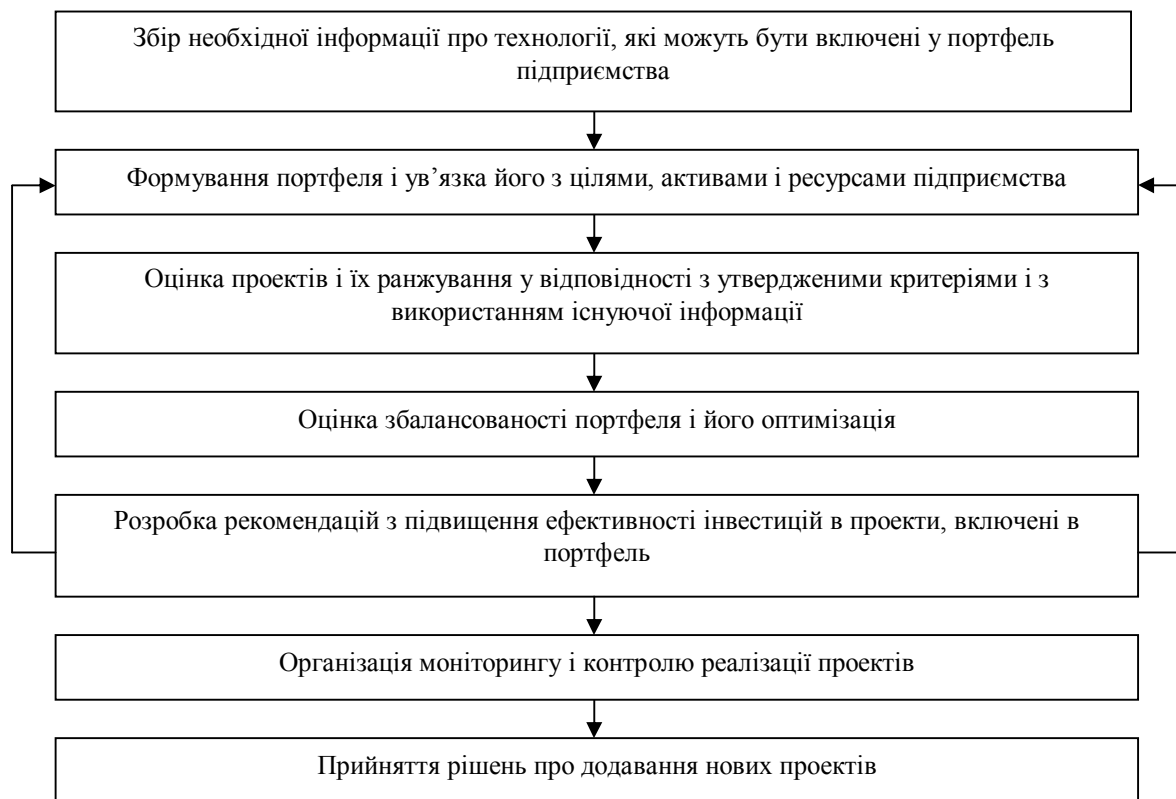 Збір необхідної інформації про технології, які можуть бути включені у портфель
підприємства
Формування портфеля і ув’язка його з цілями, активами і ресурсами підприємства
Оцінка проектів і їх ранжування у відповідності з утвердженими критеріями і з
використанням існуючої інформації
Оцінка збалансованості портфеля і його оптимізація
Розробка рекомендацій з підвищення ефективності інвестицій в проекти, включені в
портфель
Організація моніторингу і контролю реалізації проектів
Прийняття рішень про додавання нових проектів